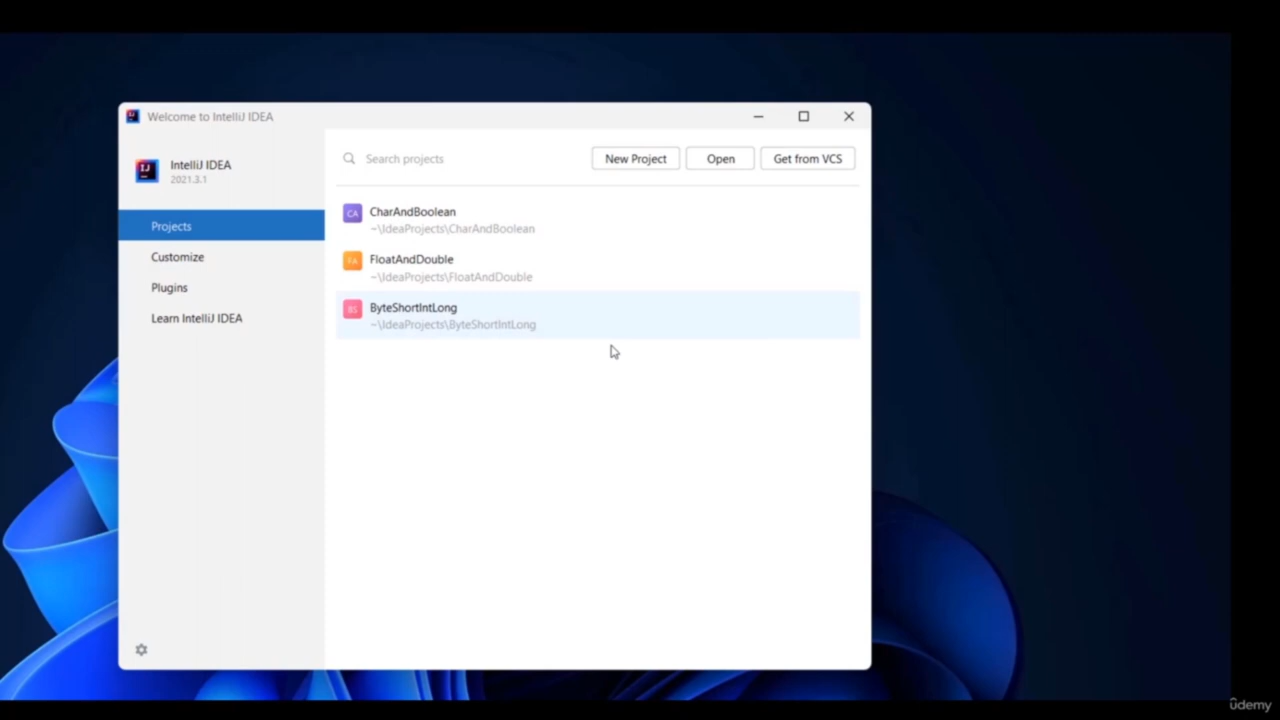 Welcome to IntelliJ IDEA
IntelliJ IDEA
2021.3.1
Projects
Customize
Plugins
Learn IntelliJ IDEA
Search projects
New Project
Open
Get from VCS
CA
CharAndBoolean
~\IdeaProjects\CharAndBoolean
FA
FloatAndDouble
~\IdeaProjects\FloatAndDouble
BS
ByteShortIntLong
~\IdeaProjects\ByteShortIntLong
udemy